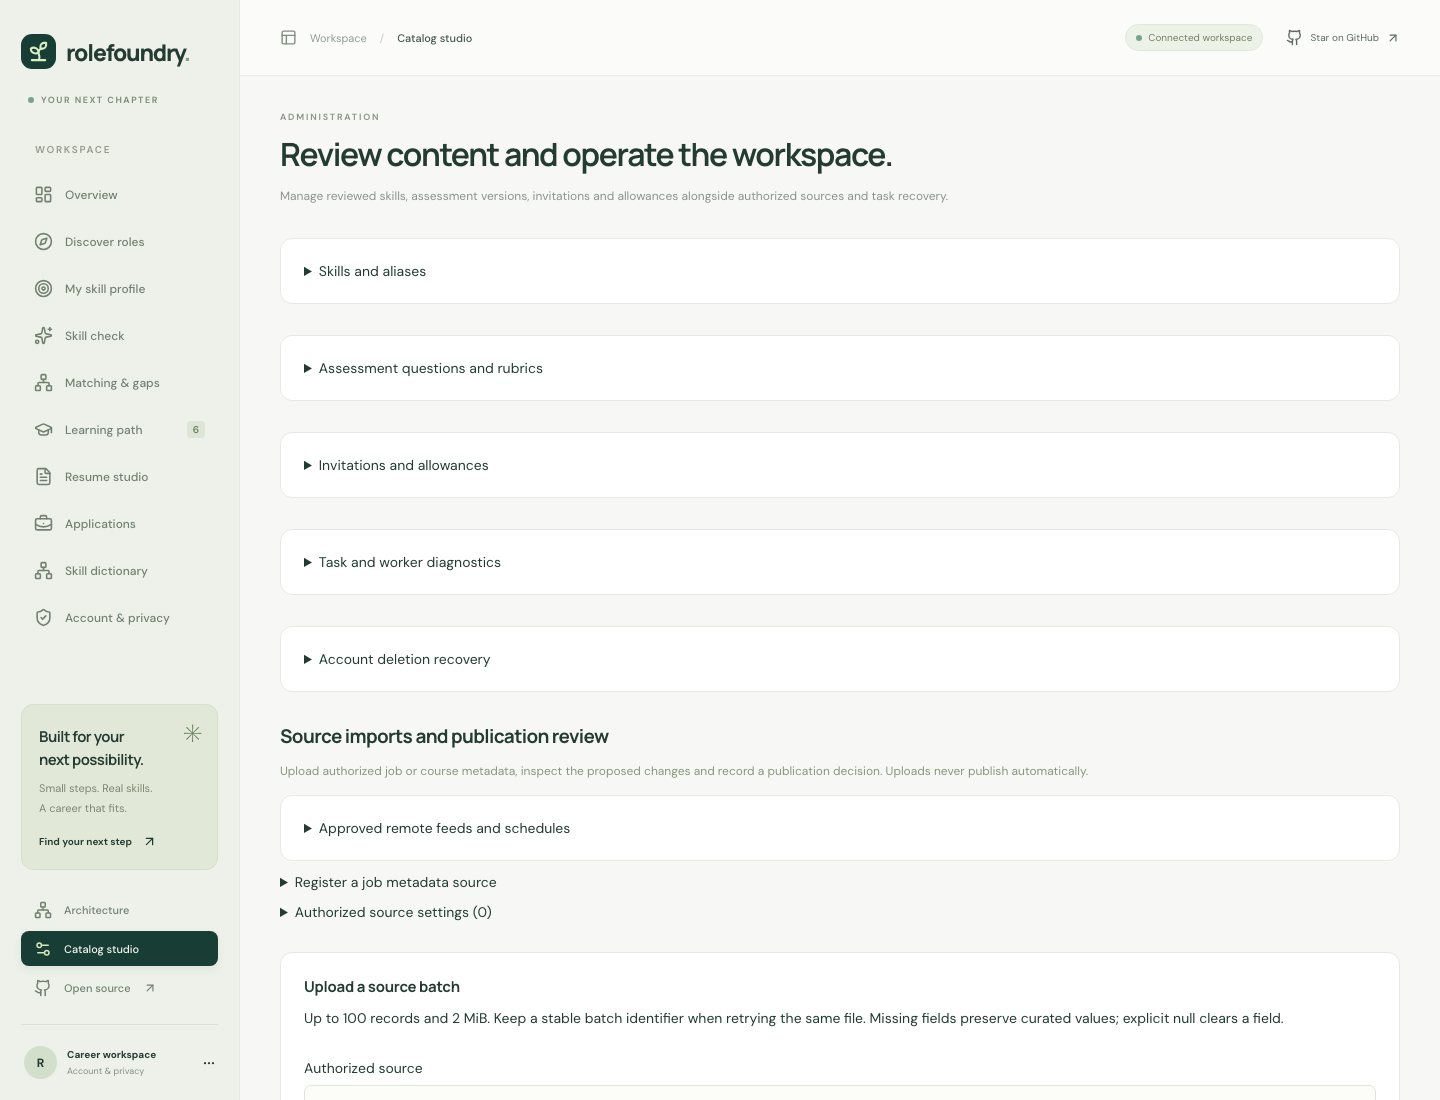 rolefoundry.
YOUR NEXT CHAPTER
WORKSPACE
Overview
Discover roles
My skill profile
Skill check
Matching & gaps
Learning path
6
Resume studio
Applications
Skill dictionary
Account & privacy
Built for your
next possibility.
Small steps. Real skills.
A career that fits.
Find your next step
Architecture
Catalog studio
Open source
R
Career workspace
Account & privacy
Workspace / Catalog studio
Connected workspace
Star on GitHub
ADMINISTRATION
Review content and operate the workspace.
Manage reviewed skills, assessment versions, invitations and allowances alongside authorized sources and task recovery.
Skills and aliases
Assessment questions and rubrics
Invitations and allowances
Task and worker diagnostics
Account deletion recovery
Source imports and publication review
Upload authorized job or course metadata, inspect the proposed changes and record a publication decision. Uploads never publish automatically.
Approved remote feeds and schedules
Register a job metadata source
Authorized source settings (0)
Upload a source batch
Up to 100 records and 2 MiB. Keep a stable batch identifier when retrying the same file. Missing fields preserve curated values; explicit null clears a field.
Authorized source